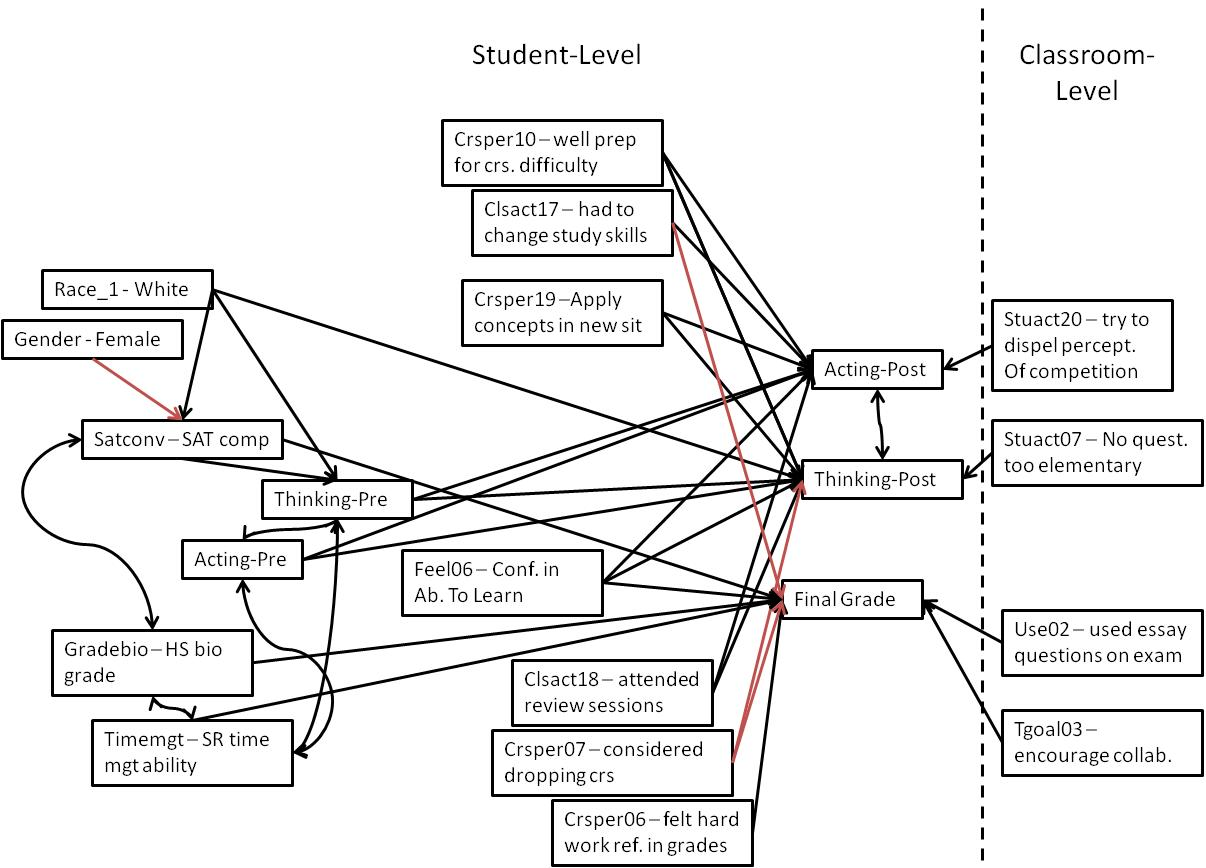 Student-Level
Classroom-
Level
Crsper10 – well prep
for crs. difficulty
Clsact17 – had to
change study skills
Race_1 - White
Crsper19 –Apply
concepts in new sit
Gender - Female
Stuact20 – try to
dispel percept.
Of competition
Acting-Post
Satconv – SAT comp
Stuact07 – No quest.
too elementary
Thinking-Pre
Thinking-Post
Acting-Pre
Feel06 – Conf. in
Ab. To Learn
Final Grade
Gradebio – HS bio
grade
Use02 – used essay
questions on exam
Clsact18 – attended
review sessions
Timemgt – SR time
mgt ability
Crsper07 – considered
dropping crs
Tgoal03 –
encourage collab.
Crsper06 – felt hard
work ref. in grades